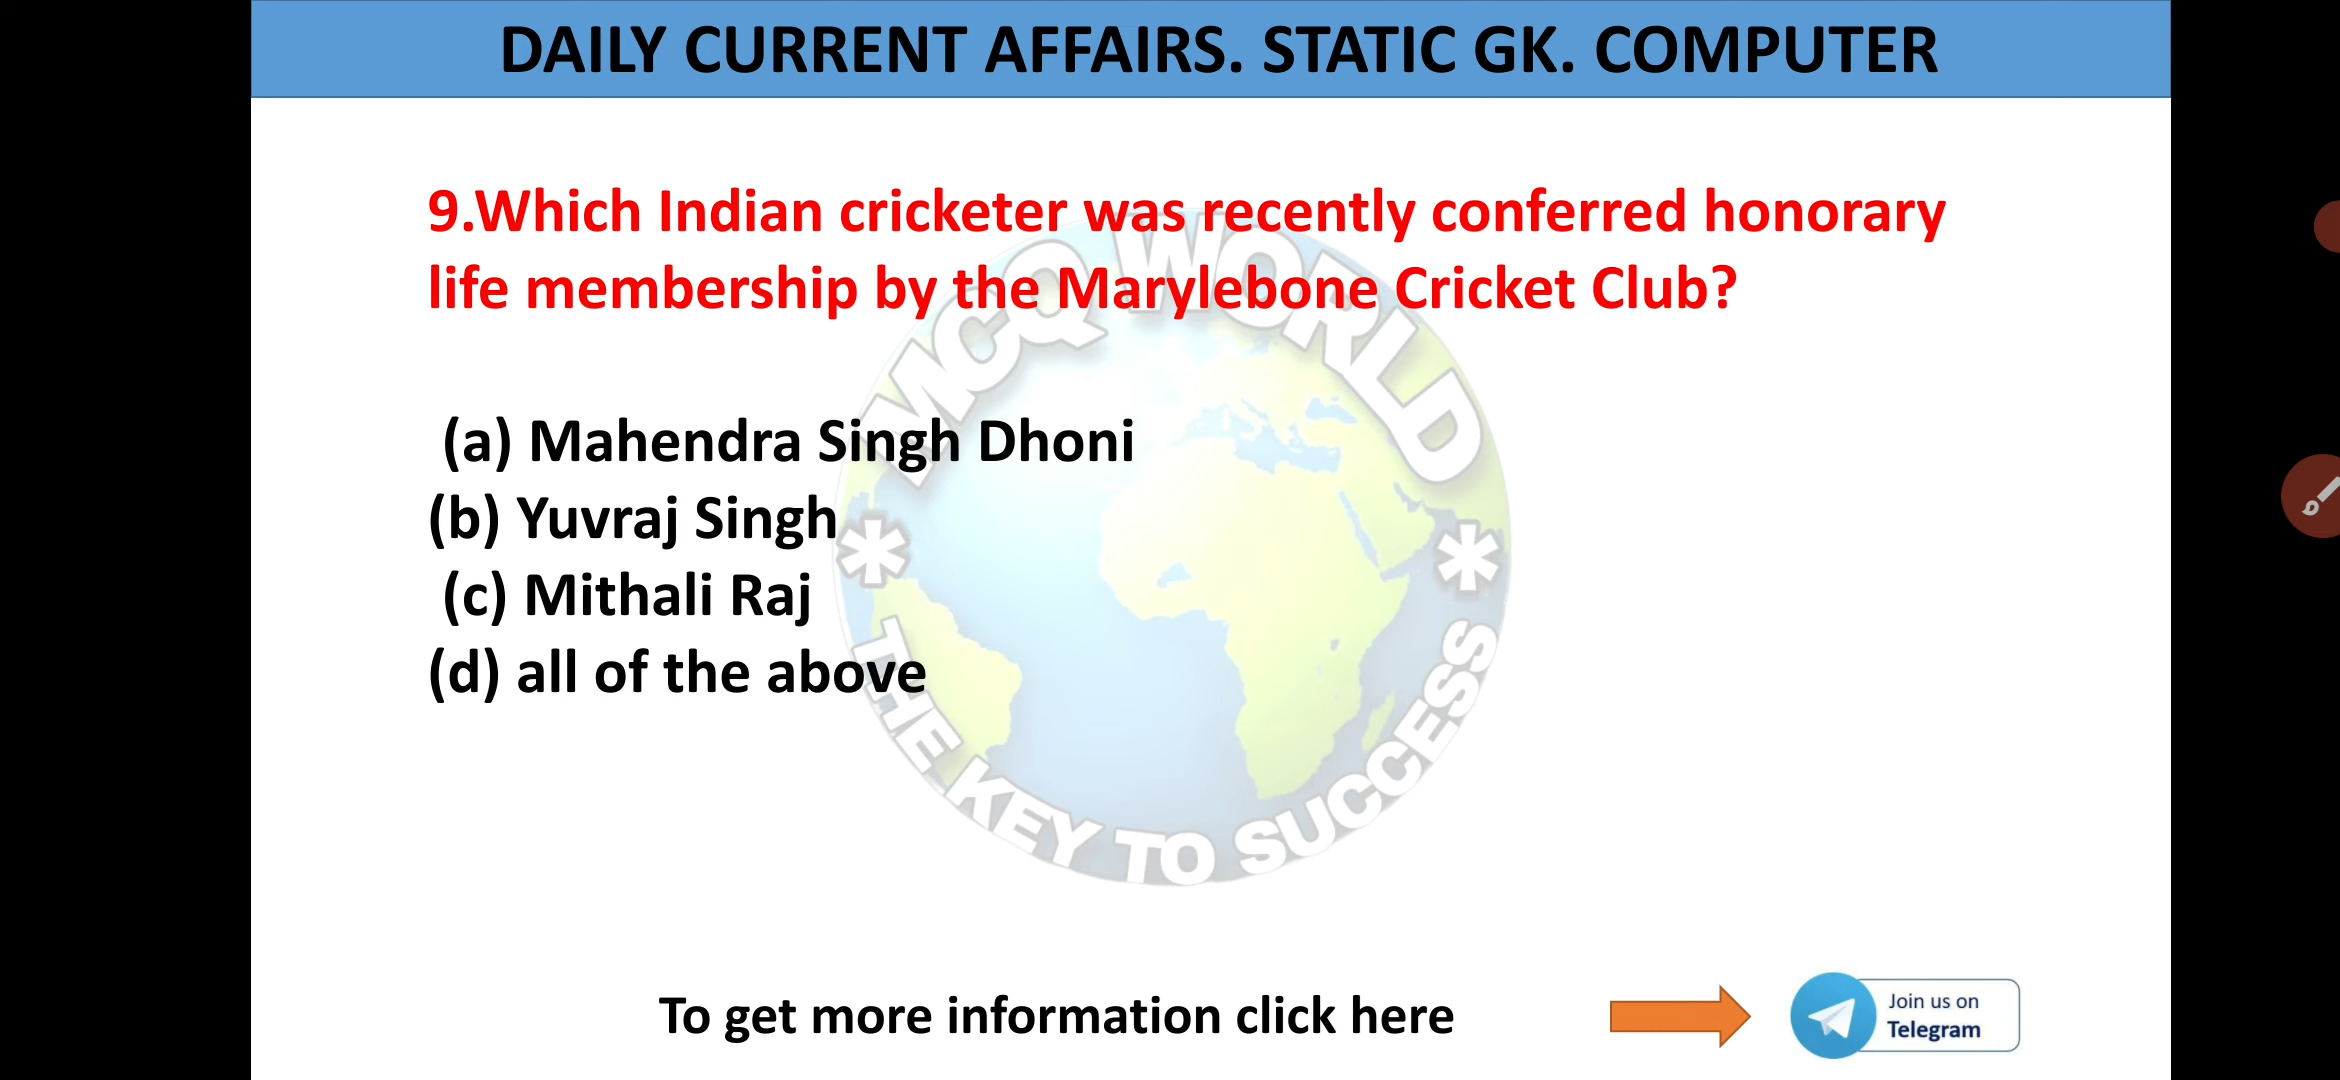 DAILY CURRENT AFFAIRS. STATIC GK. COMPUTER
9.Which Indian cricketer was recently conferred honorary
life membership by the Marylebone Cricket Club?
(a) Mahendra Singh Dhoni
(b) Yuvraj Singh
(c) Mithali Raj
(d) all of the above
MCQ WORLD
* THE KEY TO SUCCESS *
To get more information click here
Join us on
Telegram